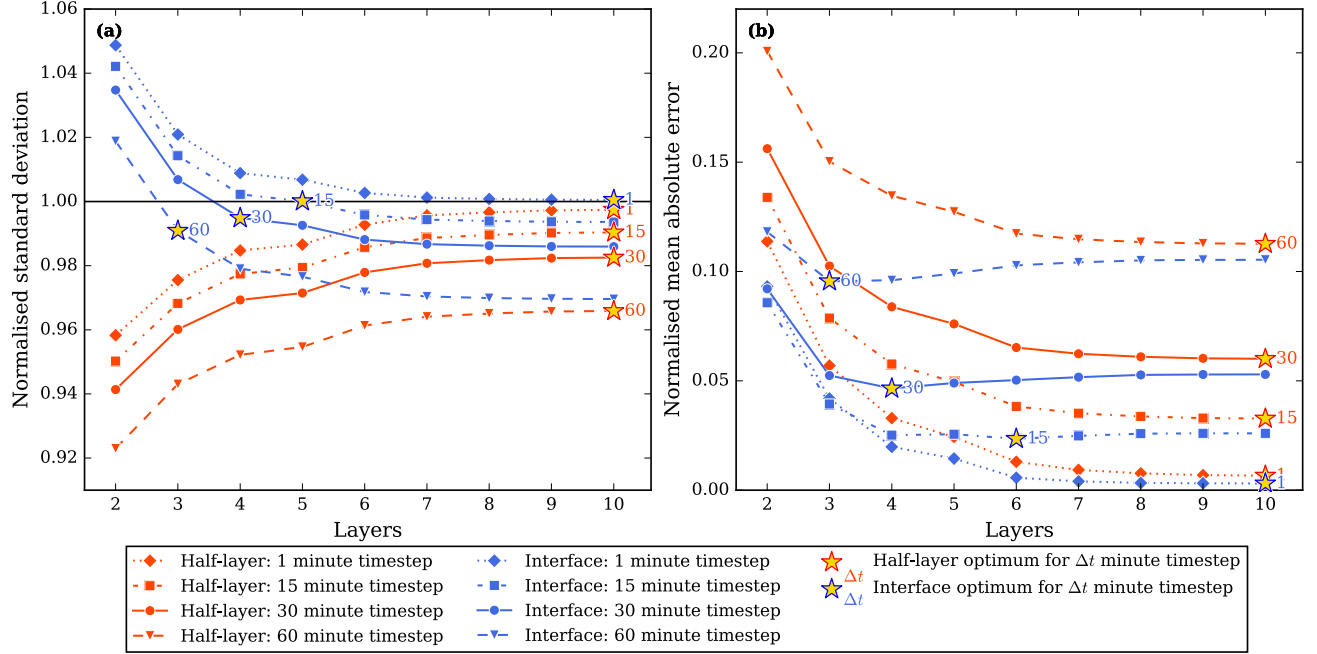 (a)
Normalised standard deviation
1.06
1.04
1.02
1.00
0.98
0.96
0.94
0.92
60
30
15
1
1
15
30
60
2 3 4 5 6 7 8 9 10
Layers
(b)
Normalised mean absolute error
0.20
0.15
0.10
0.05
0.00
60
30
15
60
30
15
1
1
2 3 4 5 6 7 8 9 10
Layers
Half-layer: 1 minute timestep
Half-layer: 15 minute timestep
Half-layer: 30 minute timestep
Half-layer: 60 minute timestep
Interface: 1 minute timestep
Interface: 15 minute timestep
Interface: 30 minute timestep
Interface: 60 minute timestep
Δt Half-layer optimum for Δt minute timestep
Δt Interface optimum for Δt minute timestep